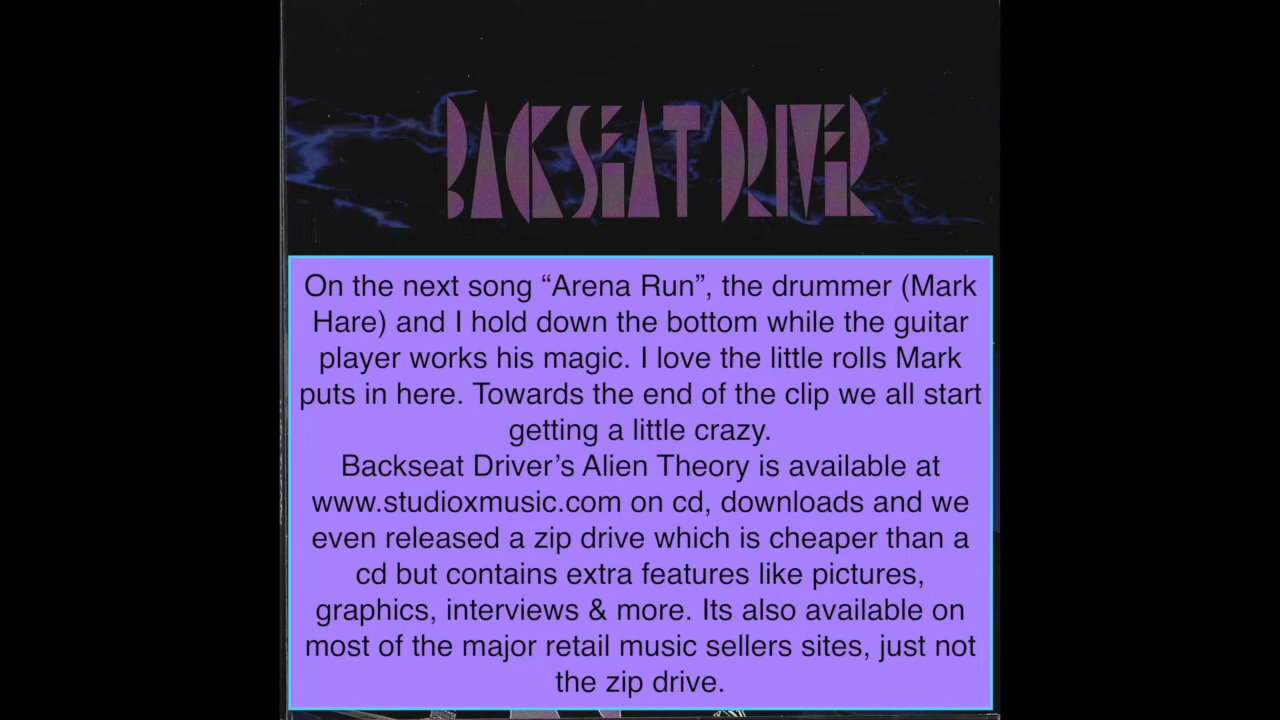 BACKSEAT DRIVER
On the next song “Arena Run”, the drummer (Mark
Hare) and I hold down the bottom while the guitar
player works his magic. I love the little rolls Mark
puts in here. Towards the end of the clip we all start
getting a little crazy.
Backseat Driver’s Alien Theory is available at
www.studioxmusic.com on cd, downloads and we
even released a zip drive which is cheaper than a
cd but contains extra features like pictures,
graphics, interviews & more. Its also available on
most of the major retail music sellers sites, just not
the zip drive.